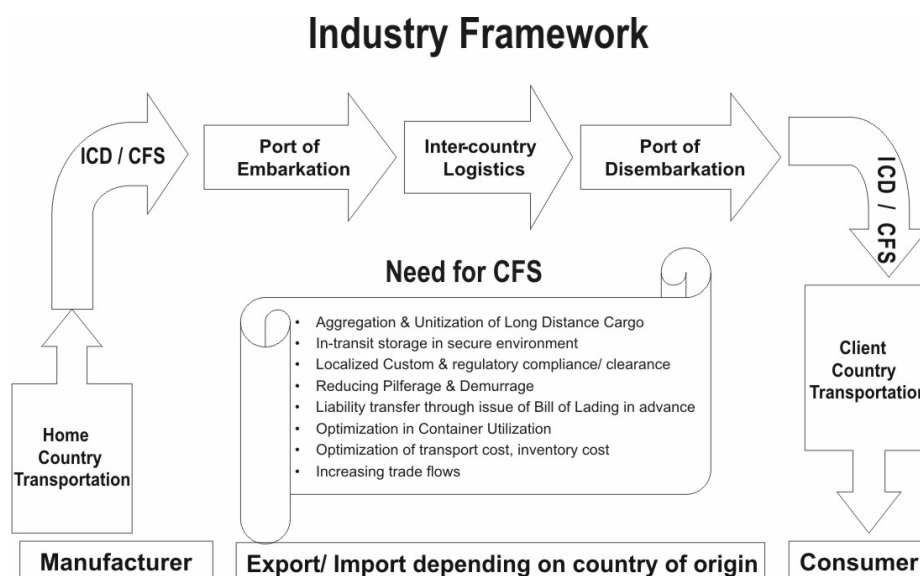 Industry Framework
ICD / CFS
Port of
Embarkation
Inter-country
Logistics
Port of
Disembarkation
ICD / CFS
Need for CFS
• Aggregation & Unitization of Long Distance Cargo
• In-transit storage in secure environment
• Localized Custom & regulatory compliance/ clearance
• Reducing Pilferage & Demurrage
• Liability transfer through issue of Bill of Lading in advance
• Optimization in Container Utilization
• Optimization of transport cost, inventory cost
• Increasing trade flows
Client
Country
Transportation
Home
Country
Transportation
Manufacturer
Export/ Import depending on country of origin
Consumer